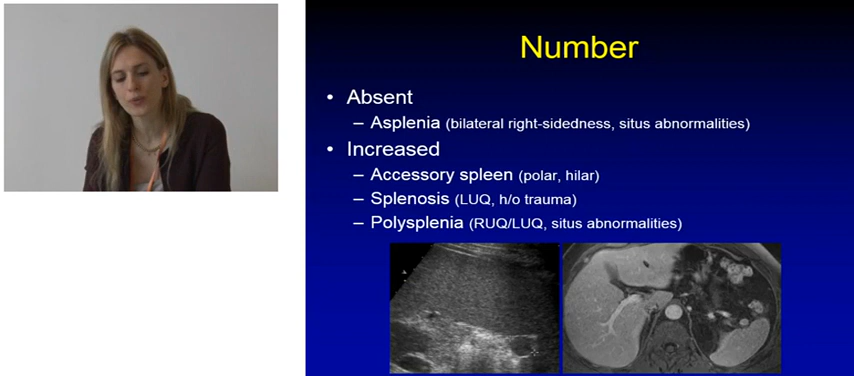 Number
• Absent
– Asplenia (bilateral right-sidedness, situs abnormalities)
• Increased
– Accessory spleen (polar, hilar)
– Splenosis (LUQ, h/o trauma)
– Polysplenia (RUQ/LUQ, situs abnormalities)